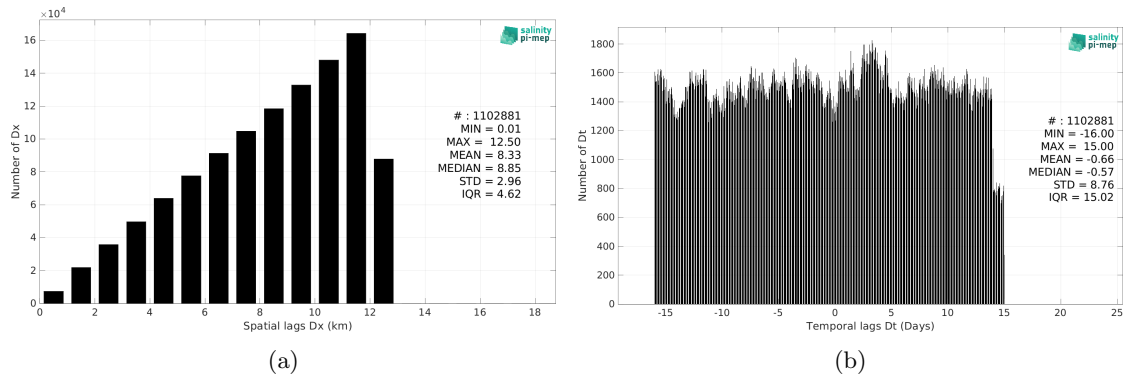 ×10⁴
16
14
12
10
8
6
4
2
0
Number of Dx
0 2 4 6 8 10 12 14 16 18
Spatial lags Dx (km)
salinity
pi-mep
# : 1102881
MIN = 0.01
MAX = 12.50
MEAN = 8.33
MEDIAN = 8.85
STD = 2.96
IQR = 4.62
(a)
1800
1600
1400
1200
1000
800
600
400
200
0
Number of Dt
-15 -10 -5 0 5 10 15 20 25
Temporal lags Dt (Days)
salinity
pi-mep
# : 1102881
MIN = -16.00
MAX = 15.00
MEAN = -0.66
MEDIAN = -0.57
STD = 8.76
IQR = 15.02
(b)